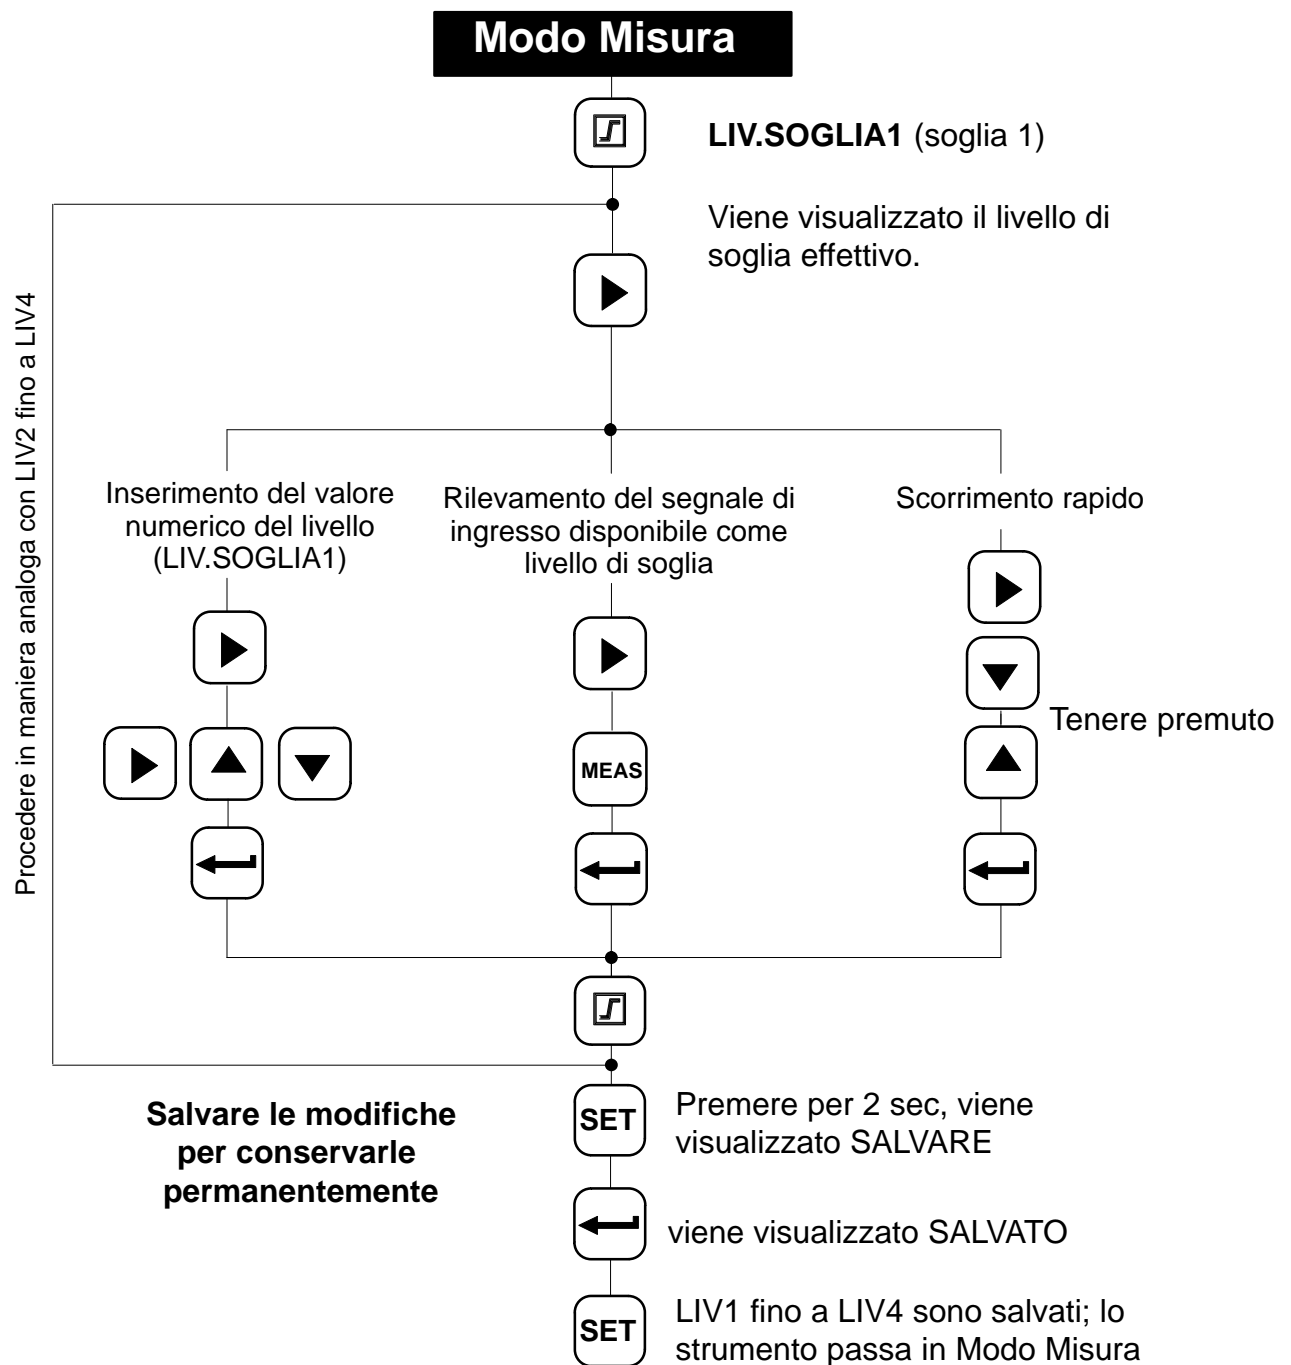 Modo Misura
LIV.SOGLIA1 (soglia 1)
Viene visualizzato il livello di
soglia effettivo.
Procedere in maniera analoga con LIV2 fino a LIV4
Inserimento del valore
numerico del livello
(LIV.SOGLIA1)
Rilevamento del segnale di
ingresso disponibile come
livello di soglia
Scorrimento rapido
Tenere premuto
MEAS
Salvare le modifiche
per conservarle
permanentemente
SET
Premere per 2 sec, viene
visualizzato SALVARE
viene visualizzato SALVATO
SET
LIV1 fino a LIV4 sono salvati; lo
strumento passa in Modo Misura